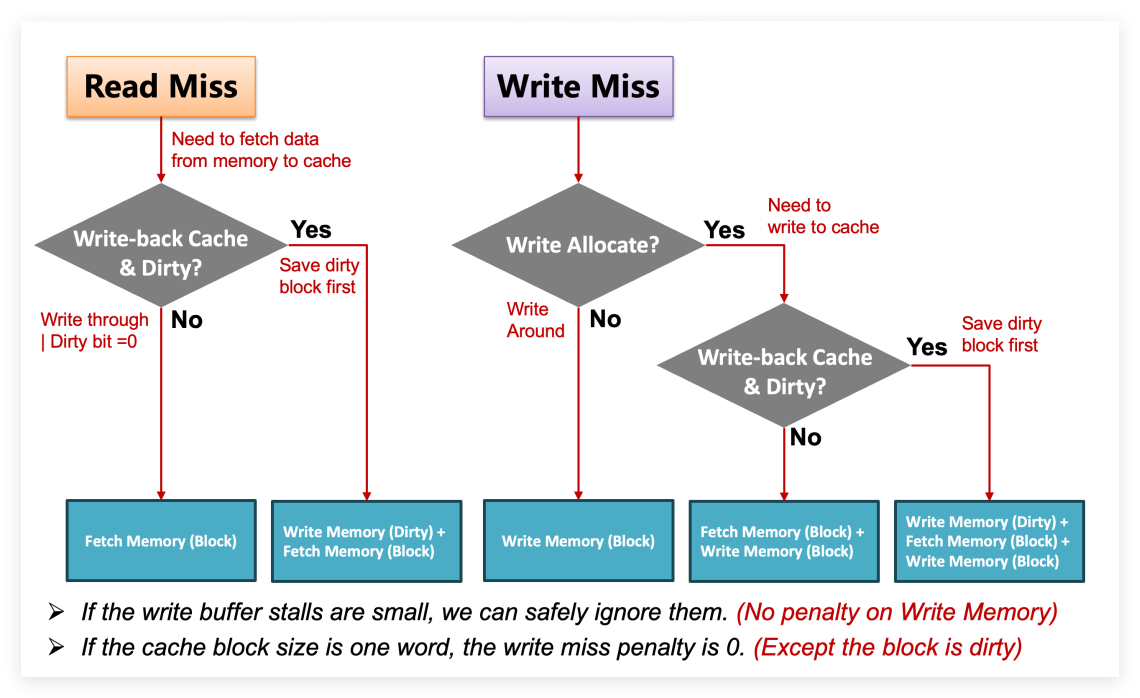 Read Miss
Need to fetch data
from memory to cache
Write-back Cache
& Dirty?
Yes
Save dirty
block first
Write through
| Dirty bit =0
No
Fetch Memory (Block)
Write Memory (Dirty) +
Fetch Memory (Block)
Write Miss
Write Allocate?
Yes
Need to
write to cache
Write
Around
No
Write-back Cache
& Dirty?
Yes
Save dirty
block first
No
Write Memory (Block)
Fetch Memory (Block) +
Write Memory (Block)
Write Memory (Dirty) +
Fetch Memory (Block) +
Write Memory (Block)
➢ If the write buffer stalls are small, we can safely ignore them. (No penalty on Write Memory)
➢ If the cache block size is one word, the write miss penalty is 0. (Except the block is dirty)